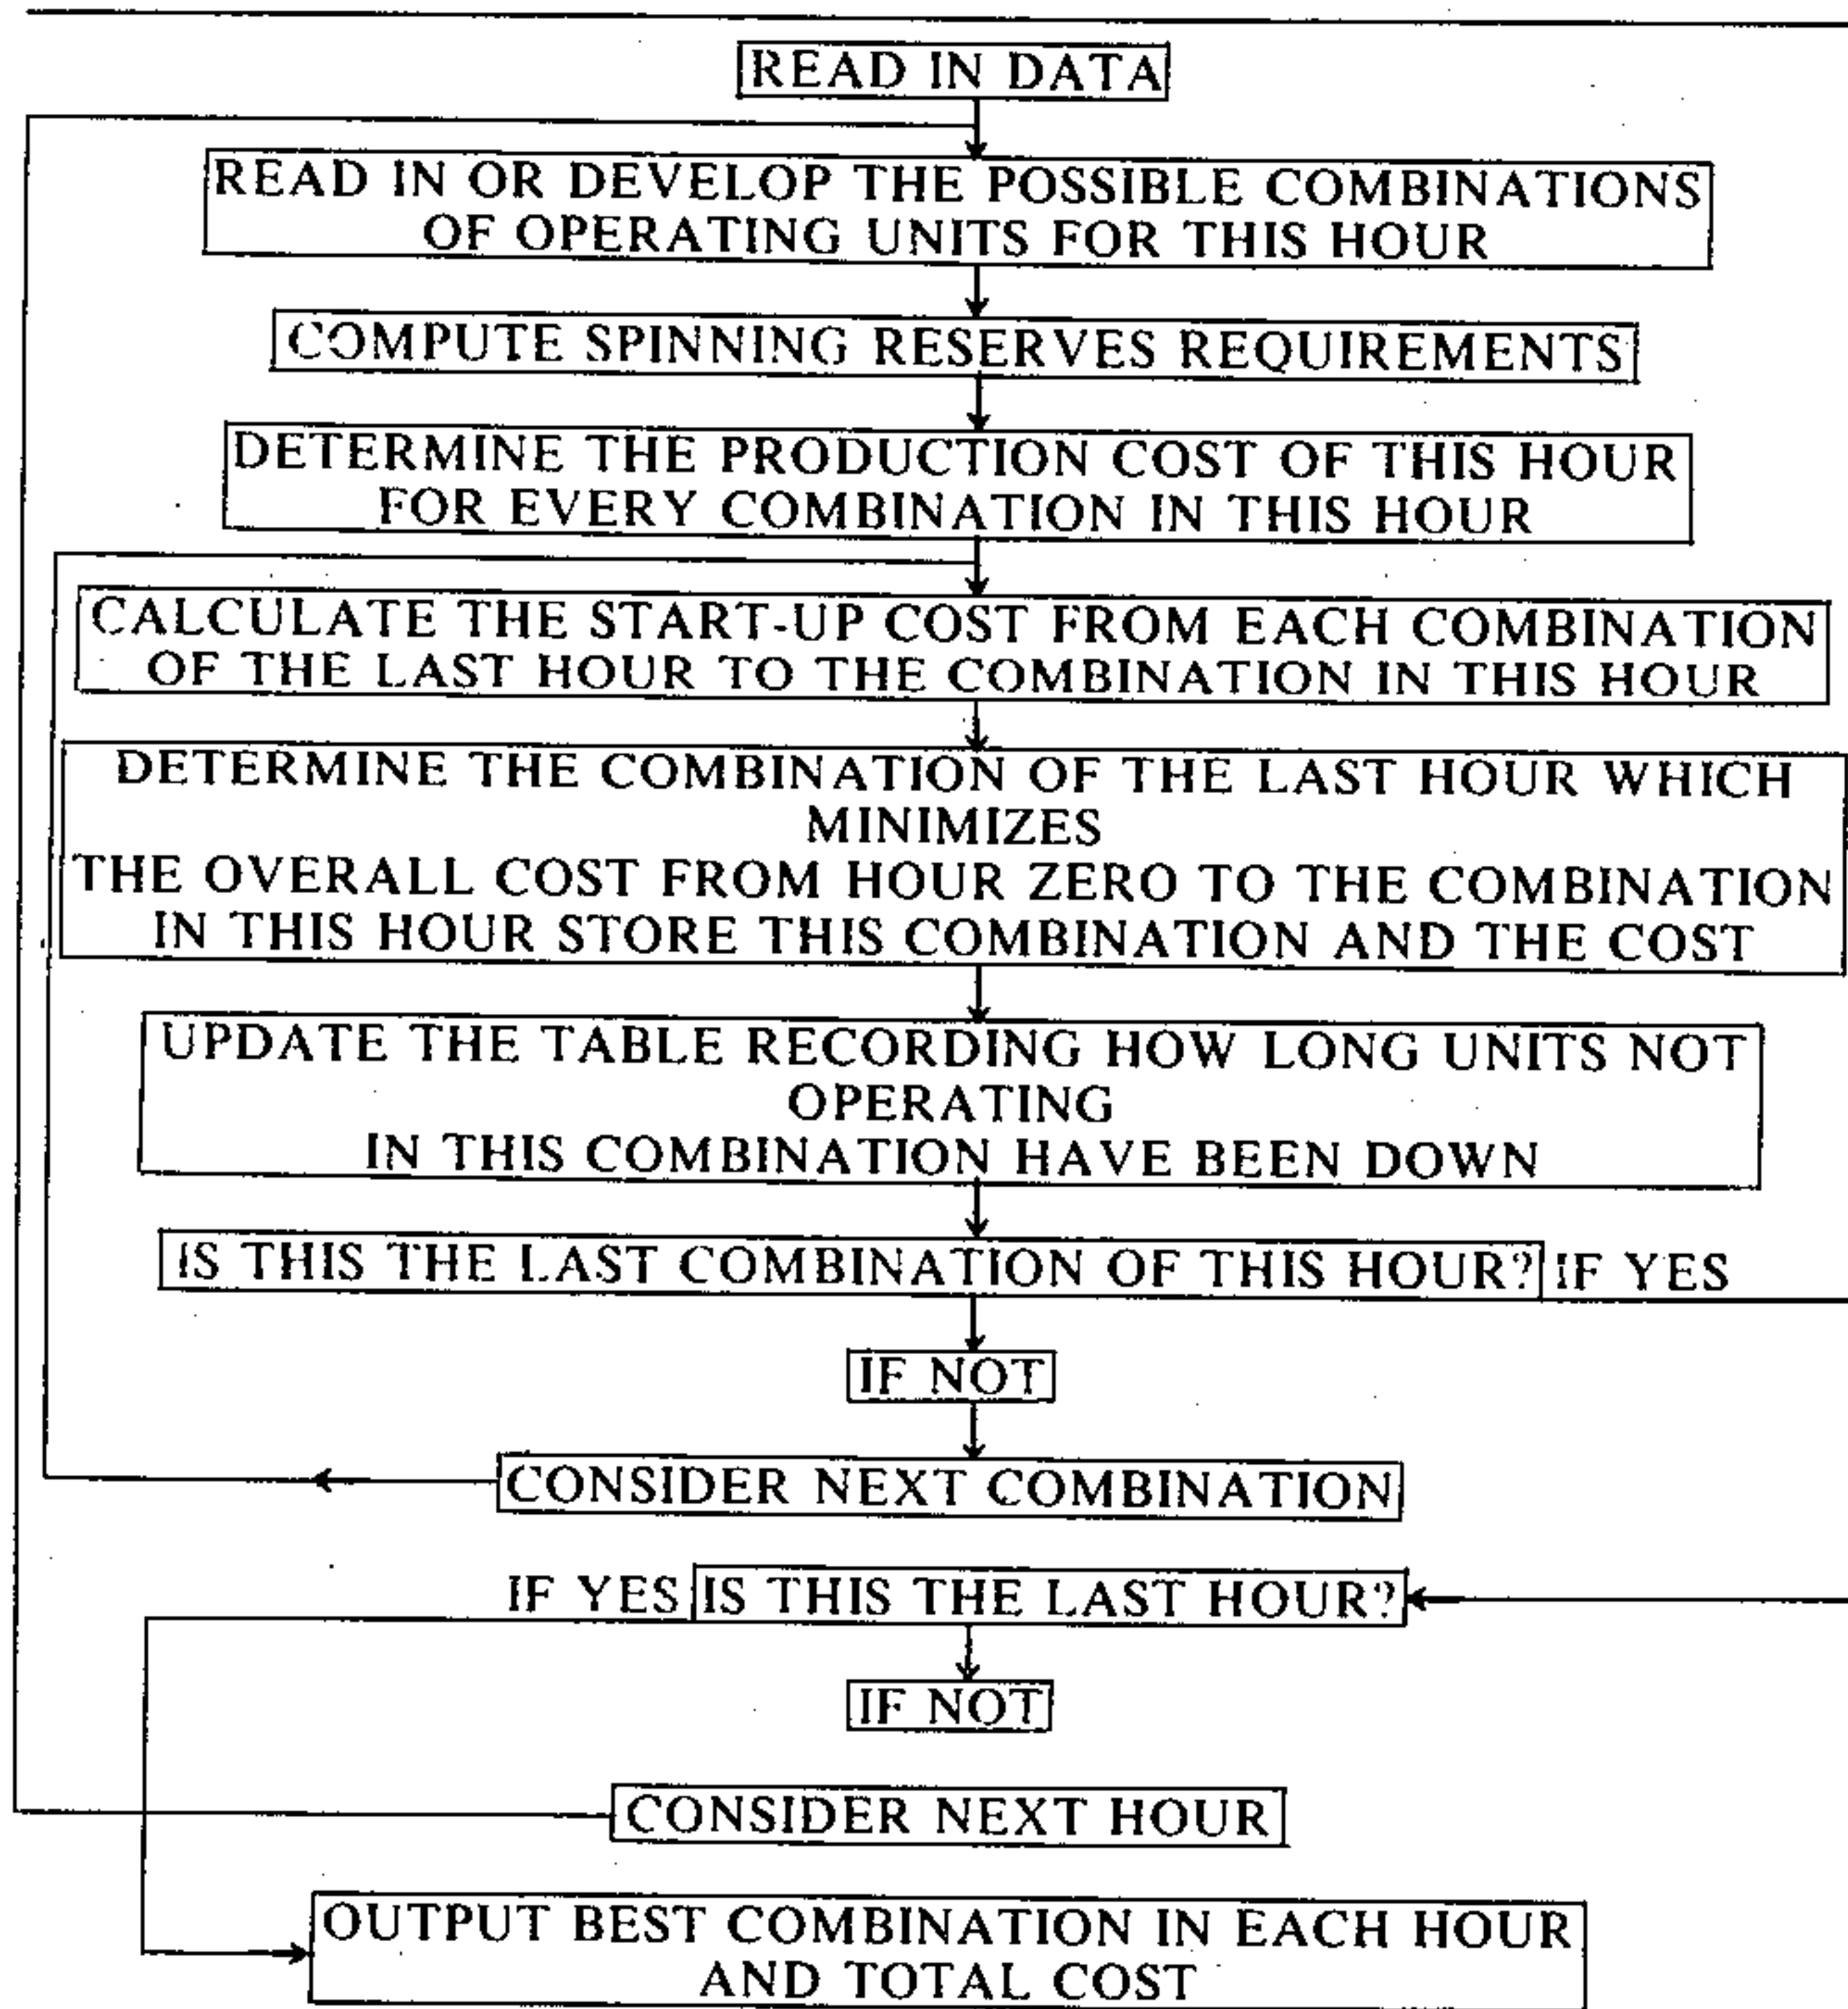 READ IN DATA
READ IN OR DEVELOP THE POSSIBLE COMBINATIONS
OF OPERATING UNITS FOR THIS HOUR
COMPUTE SPINNING RESERVES REQUIREMENTS
DETERMINE THE PRODUCTION COST OF THIS HOUR
FOR EVERY COMBINATION IN THIS HOUR
CALCULATE THE START-UP COST FROM EACH COMBINATION
OF THE LAST HOUR TO THE COMBINATION IN THIS HOUR
DETERMINE THE COMBINATION OF THE LAST HOUR WHICH
MINIMIZES
THE OVERALL COST FROM HOUR ZERO TO THE COMBINATION
IN THIS HOUR STORE THIS COMBINATION AND THE COST
UPDATE THE TABLE RECORDING HOW LONG UNITS NOT
OPERATING
IN THIS COMBINATION HAVE BEEN DOWN
IS THIS THE LAST COMBINATION OF THIS HOUR? IF YES
IF NOT
CONSIDER NEXT COMBINATION
IF YES IS THIS THE LAST HOUR?
IF NOT
CONSIDER NEXT HOUR
OUTPUT BEST COMBINATION IN EACH HOUR
AND TOTAL COST